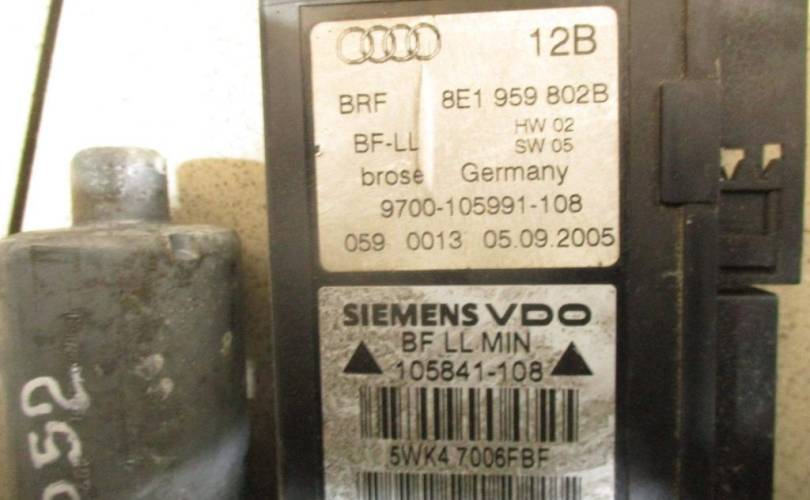 12B
BRF 8E1 959 802B
BF-LL HW 02
SW 05
brose Germany
9700-105991-108
059 0013 05.09.2005
SIEMENS VDO
BF LL MIN
105841-108
5WK4 7006FBF
052